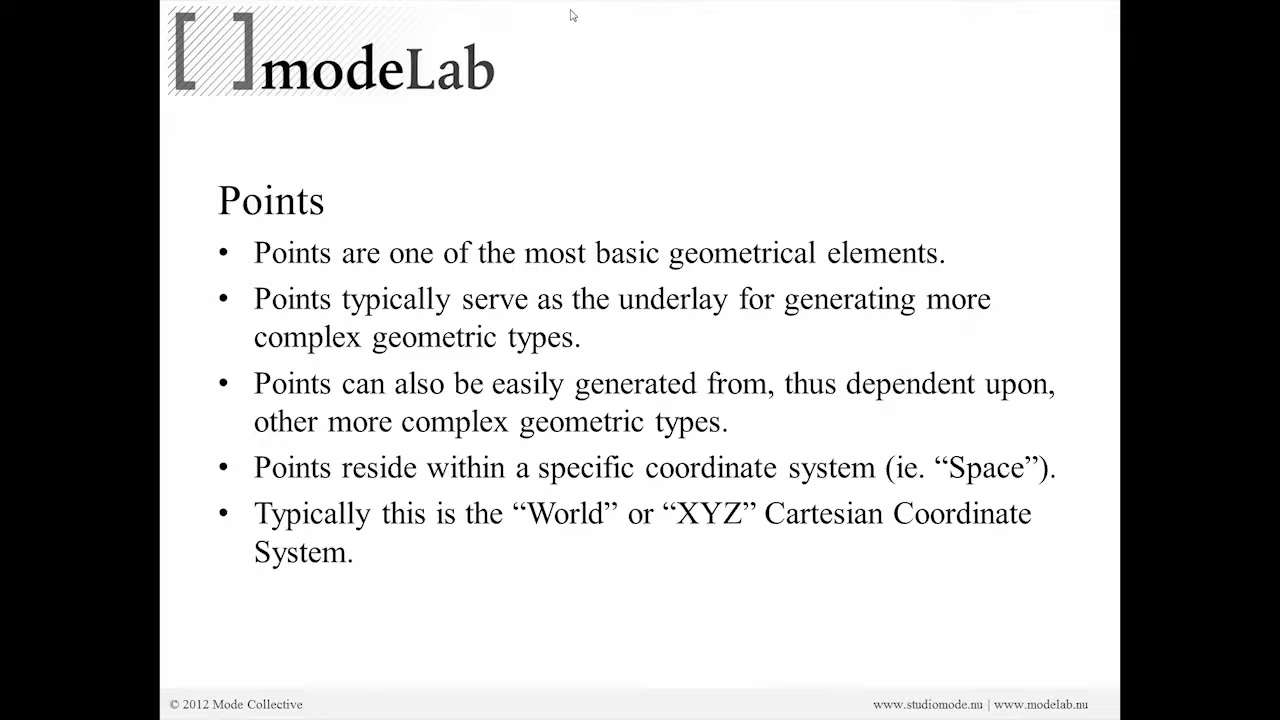 [ ] modeLab
Points
• Points are one of the most basic geometrical elements.
• Points typically serve as the underlay for generating more
complex geometric types.
• Points can also be easily generated from, thus dependent upon,
other more complex geometric types.
• Points reside within a specific coordinate system (ie. “Space”).
• Typically this is the “World” or “XYZ” Cartesian Coordinate
System.
© 2012 Mode Collective
www.studiomode.nu | www.modelab.nu